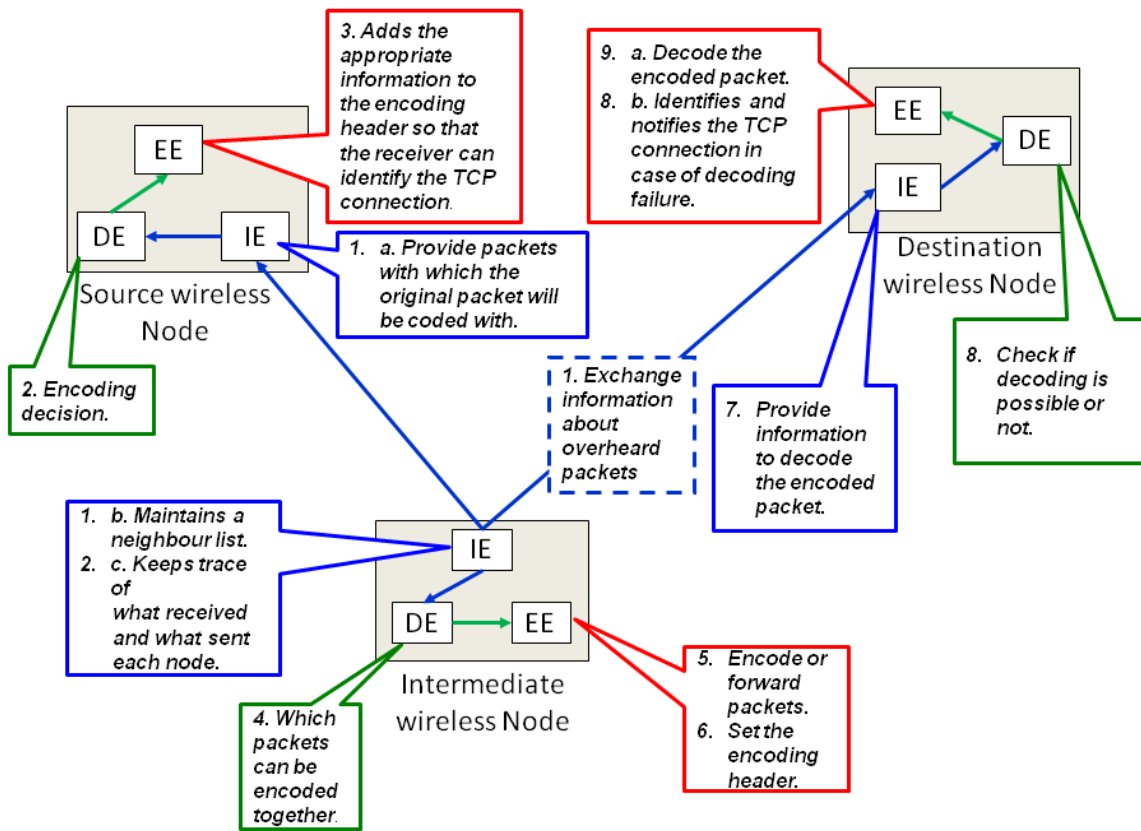 3. Adds the
appropriate
information to
the encoding
header so that
the receiver can
identify the TCP
connection.
EE
DE
IE
Source wireless
Node
1. a. Provide packets
with which the
original packet will
be coded with.
2. Encoding
decision.
9. a. Decode the
encoded packet.
8. b. Identifies and
notifies the TCP
connection in
case of decoding
failure.
EE
DE
IE
Destination
wireless Node
1. Exchange
information
about
overheard
packets
7. Provide
information
to decode
the encoded
packet.
8. Check if
decoding is
possible or
not.
1. b. Maintains a
neighbour list.
2. c. Keeps trace
of
what received
and what sent
each node.
IE
DE
EE
Intermediate
wireless Node
4. Which
packets
can be
encoded
together.
5. Encode or
forward
packets.
6. Set the
encoding
header.